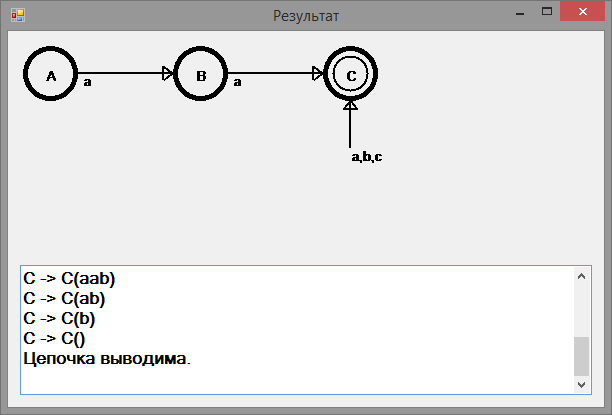 Результат
A
a
B
a
C
a,b,c
C -> C(aab)
C -> C(ab)
C -> C(b)
C -> C()
Цепочка выводима.